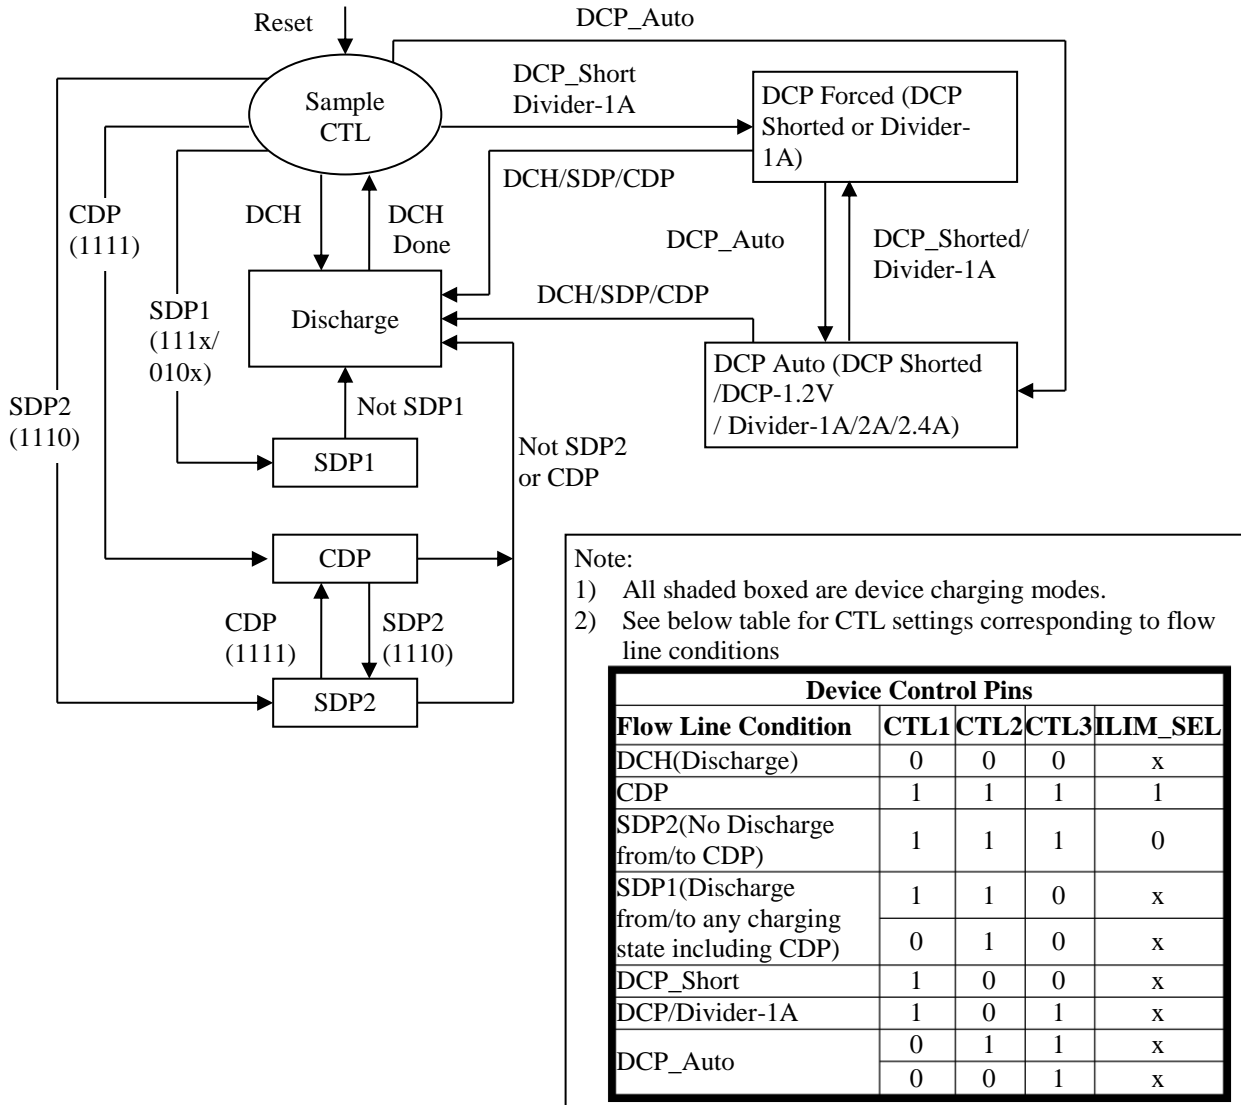 Reset
DCP_Auto
Sample
CTL
DCP_Short
Divider-1A
DCP Forced (DCP
Shorted or Divider-
1A)
DCH/SDP/CDP
CDP
(1111)
DCH
DCH
Done
DCP_Auto
DCP_Shorted/
Divider-1A
SDP1
(111x/
010x)
Discharge
DCH/SDP/CDP
DCP Auto (DCP Shorted
/DCP-1.2V
/ Divider-1A/2A/2.4A)
SDP2
(1110)
Not SDP1
SDP1
Not SDP2
or CDP
CDP
CDP
(1111)
SDP2
(1110)
SDP2
Note:
1) All shaded boxed are device charging modes.
2) See below table for CTL settings corresponding to flow
line conditions
Device Control Pins
Flow Line Condition CTL1 CTL2 CTL3 ILIM_SEL
DCH(Discharge) 0 0 0 x
CDP 1 1 1 1
SDP2(No Discharge
from/to CDP) 1 1 1 0
SDP1(Discharge
from/to any charging
state including CDP)
1 1 0 x
0 1 0 x
DCP_Short 1 0 0 x
DCP/Divider-1A 1 0 1 x
DCP_Auto
0 1 1 x
0 0 1 x